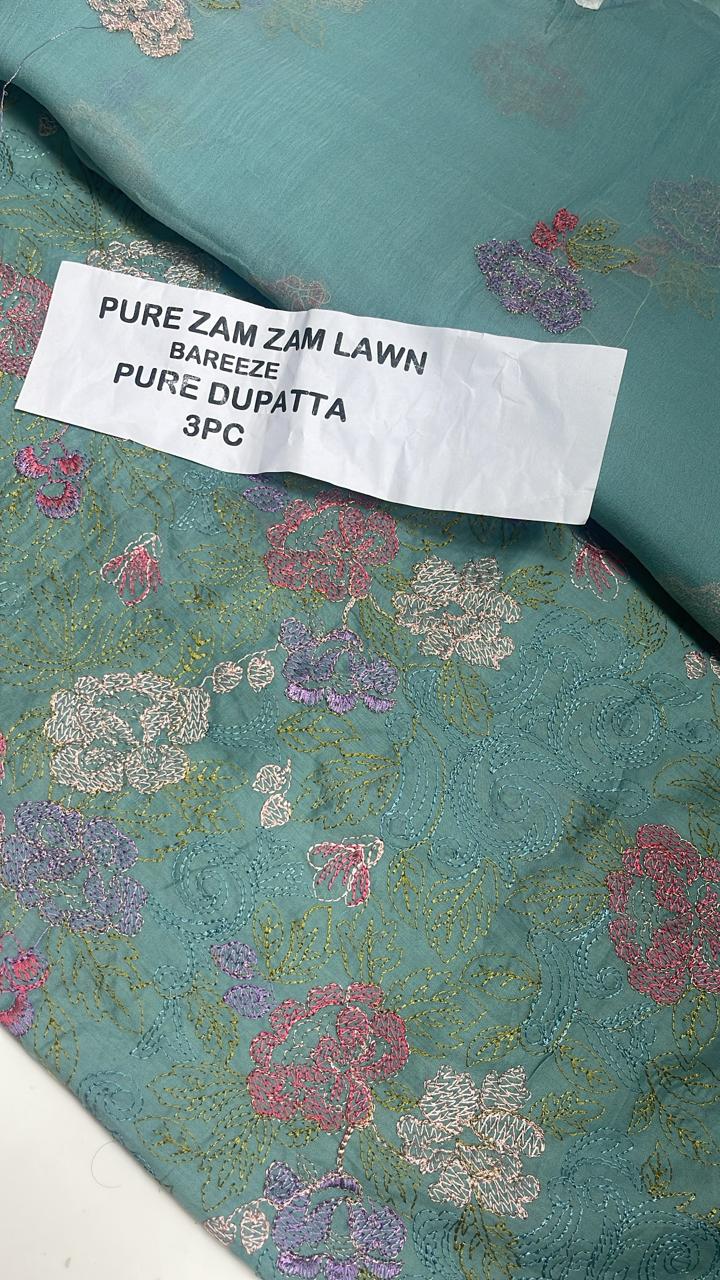 PURE ZAM ZAM LAWN
BAREEZE
PURE DUPATTA
3PC